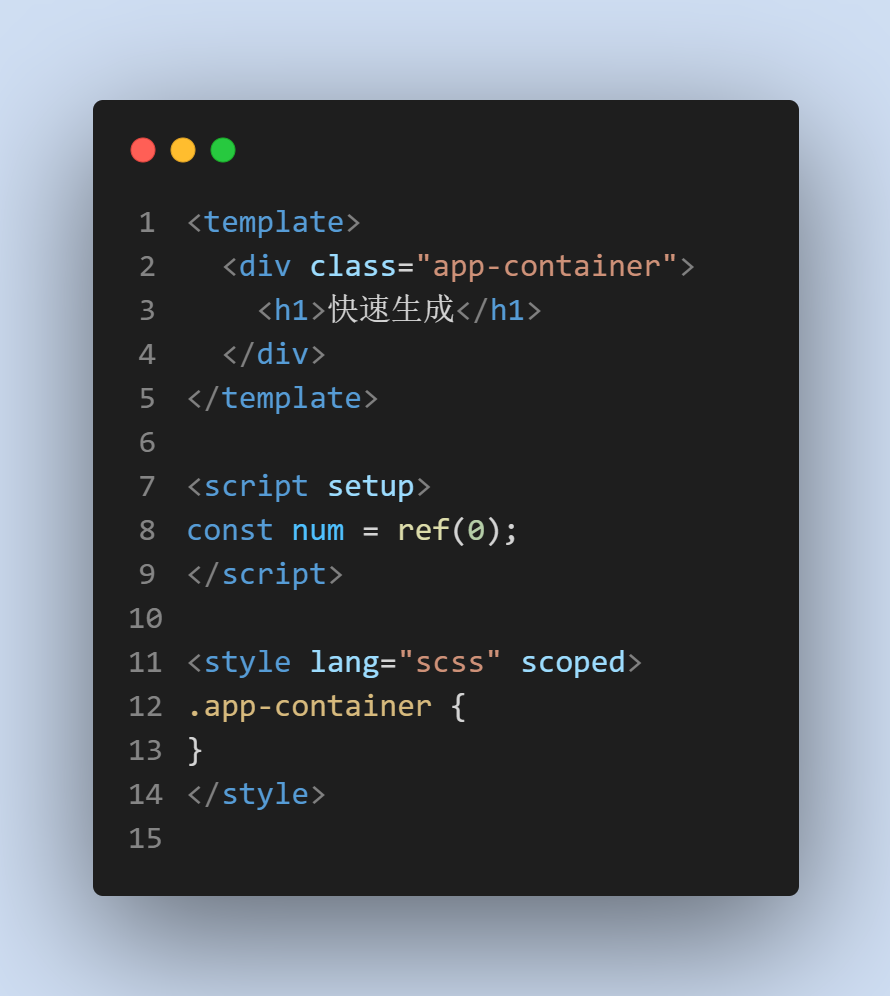 1 <template>
2   <div class="app-container">
3     <h1>快速生成</h1>
4   </div>
5 </template>
6
7 <script setup>
8 const num = ref(0);
9 </script>
10
11 <style lang="scss" scoped>
12 .app-container {
13 }
14 </style>
15